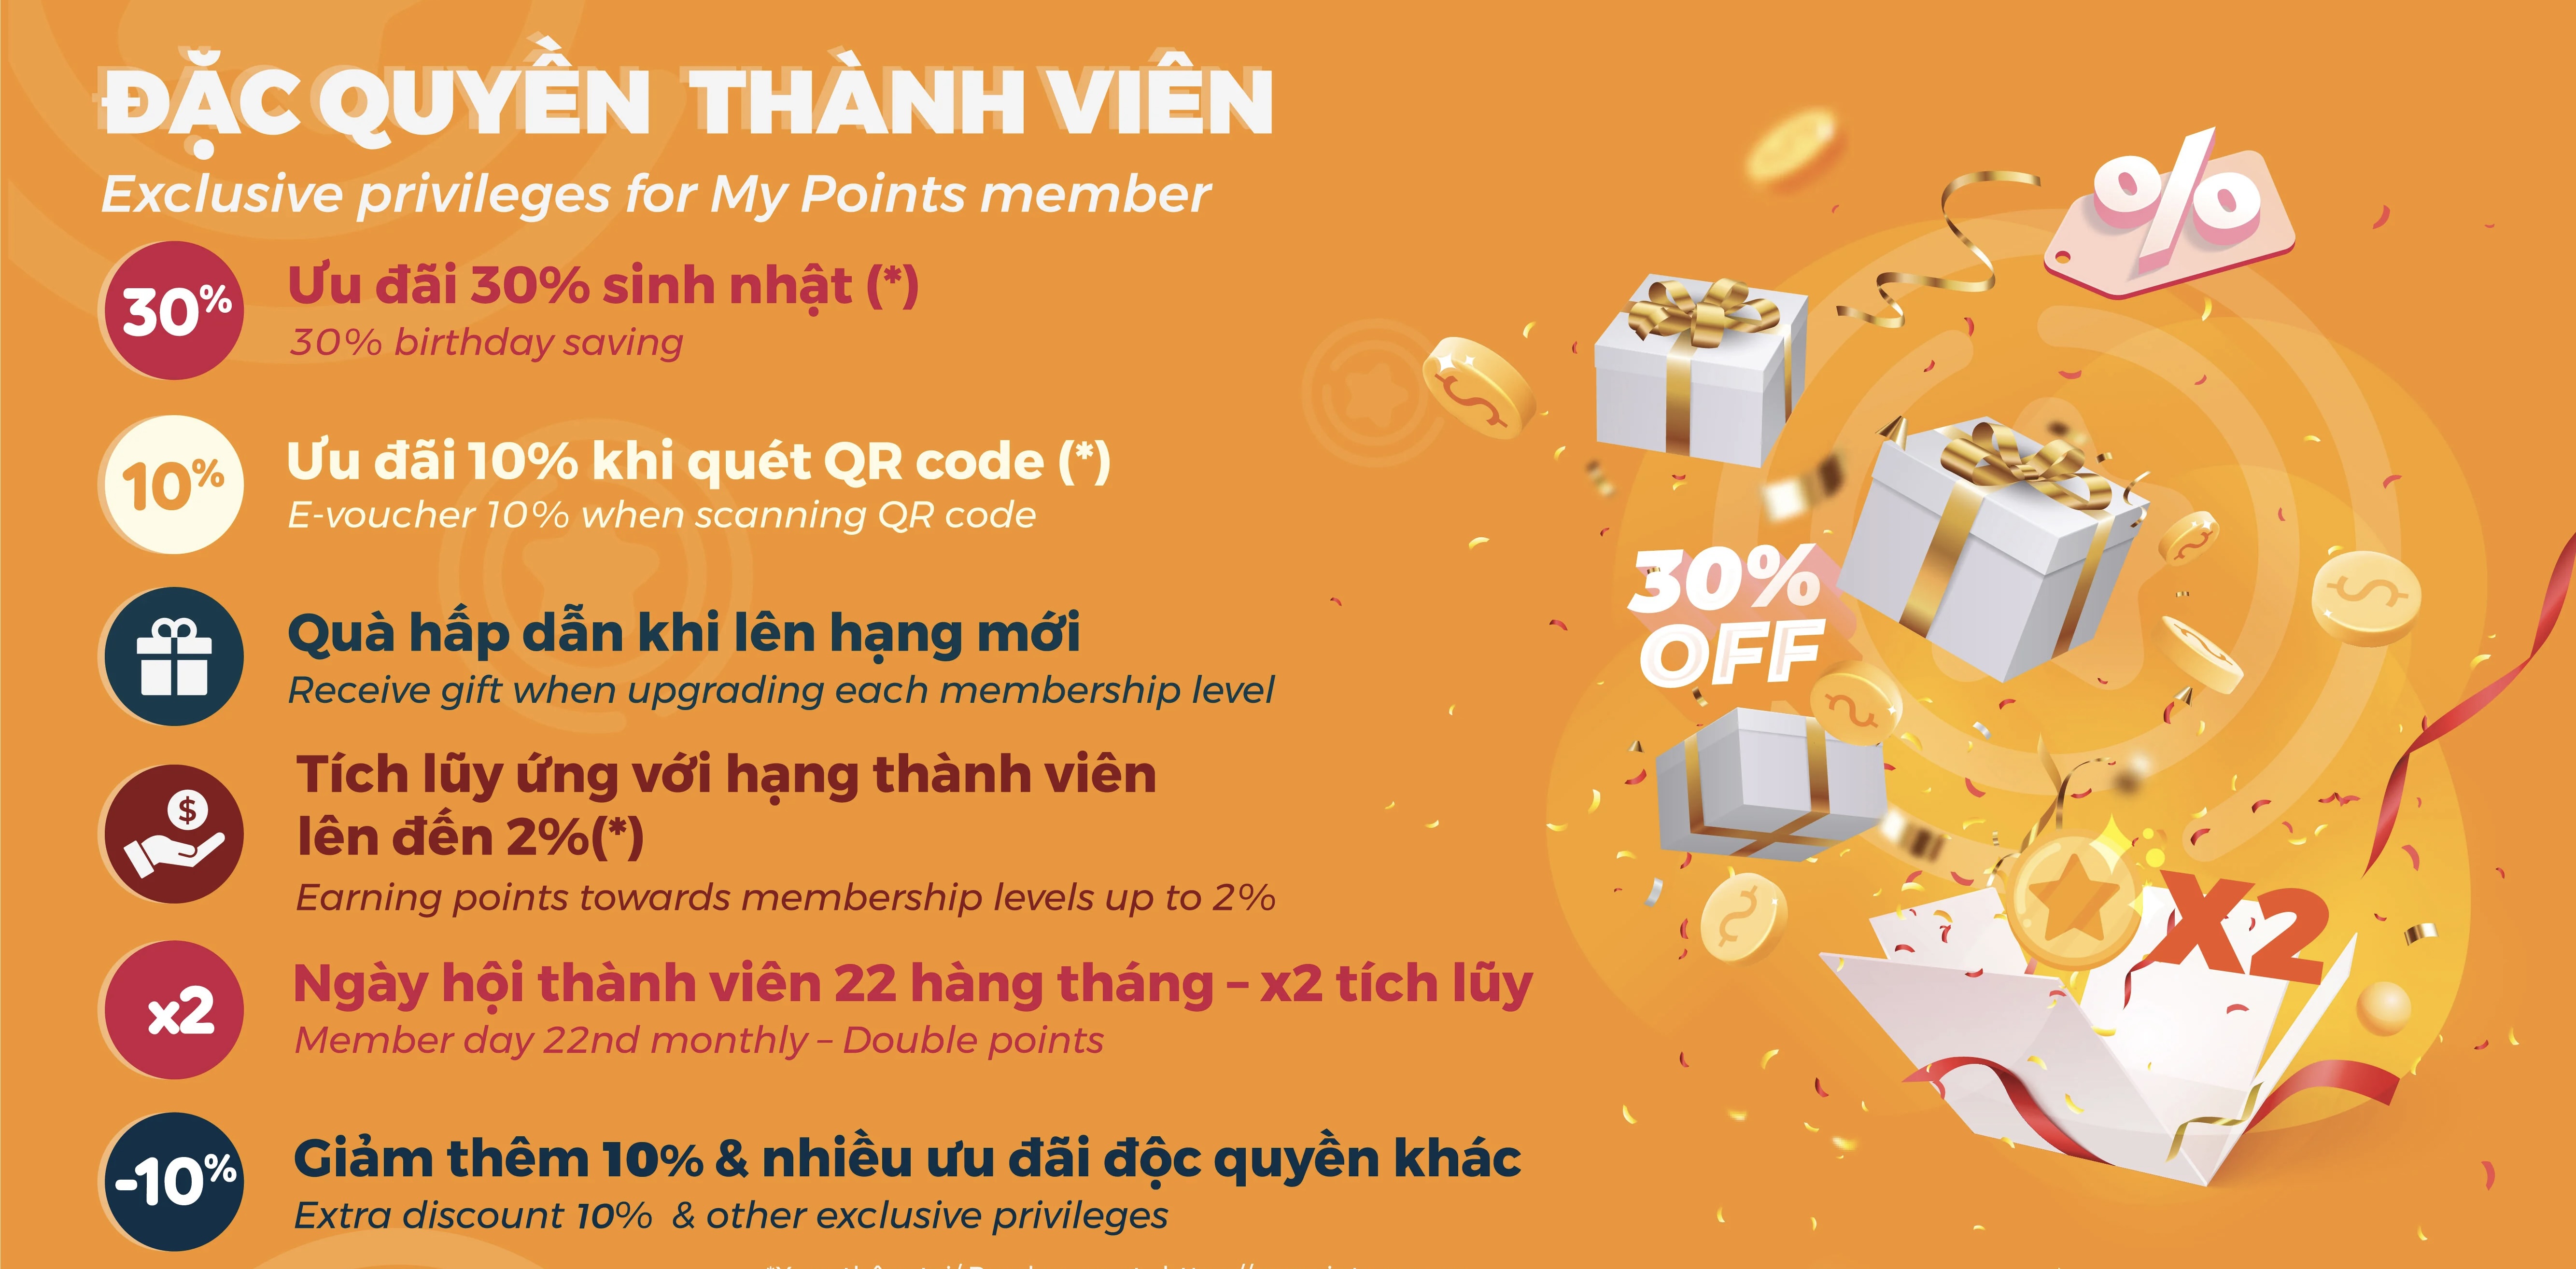 ĐẶC QUYỀN THÀNH VIÊN
Exclusive privileges for My Points member
30%
Ưu đãi 30% sinh nhật (*)
30% birthday saving
10%
Ưu đãi 10% khi quét QR code (*)
E-voucher 10% when scanning QR code
Quà hấp dẫn khi lên hạng mới
Receive gift when upgrading each membership level
$
Tích lũy ứng với hạng thành viên
lên đến 2%(*)
Earning points towards membership levels up to 2%
x2
Ngày hội thành viên 22 hàng tháng – x2 tích lũy
Member day 22nd monthly – Double points
-10%
Giảm thêm 10% & nhiều ưu đãi độc quyền khác
Extra discount 10% & other exclusive privileges
%
30%
OFF
X2